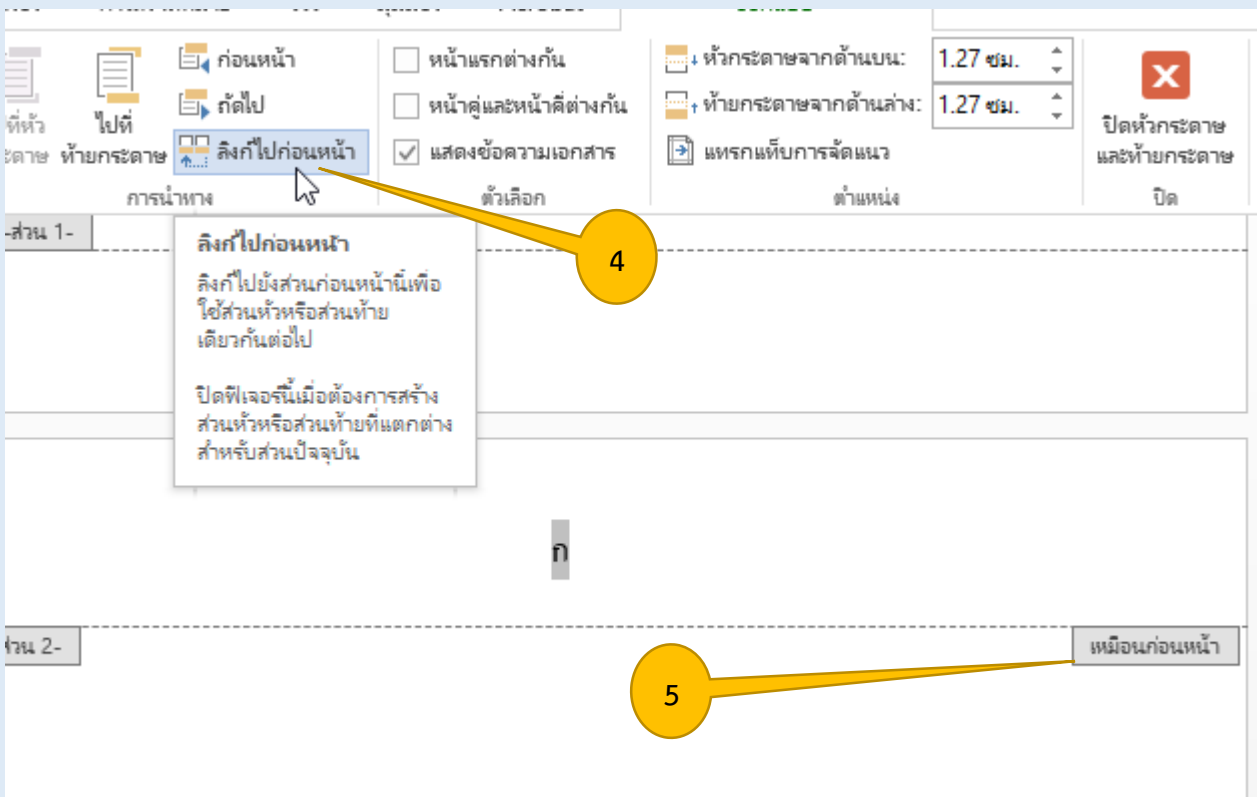 ก่อนหน้า
หน้าแรกต่างกัน
หัวกระดาษจากด้านบน:
1.27 ซม.
ที่หัว
ไปที่
ถัดไป
หน้าคู่และหน้าคี่ต่างกัน
ท้ายกระดาษจากด้านล่าง:
1.27 ซม.
ปิดหัวกระดาษ
และท้ายกระดาษ
ท้ายกระดาษ
ลิงก์ไปก่อนหน้า
แสดงข้อความเอกสาร
แทรกแท็บการจัดแนว
การนำทาง
ตัวเลือก
ตำแหน่ง
ปิด
-ส่วน 1-
ลิงก์ไปก่อนหน้า
ลิงก์ไปยังส่วนก่อนหน้านี้เพื่อ
ใช้ส่วนหัวหรือส่วนท้าย
เดียวกันต่อไป
ปิดฟีเจอร์นี้เมื่อต้องการสร้าง
ส่วนหัวหรือส่วนท้ายที่แตกต่าง
สำหรับส่วนปัจจุบัน
4
ก
ส่วน 2-
เหมือนก่อนหน้า
5